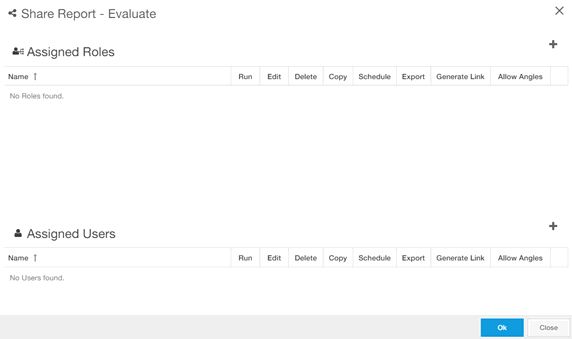 Share Report - Evaluate
Assigned Roles
Name ↑ Run Edit Delete Copy Schedule Export Generate Link Allow Angles
No Roles found.
Assigned Users
Name ↑ Run Edit Delete Copy Schedule Export Generate Link Allow Angles
No Users found.
Ok Close